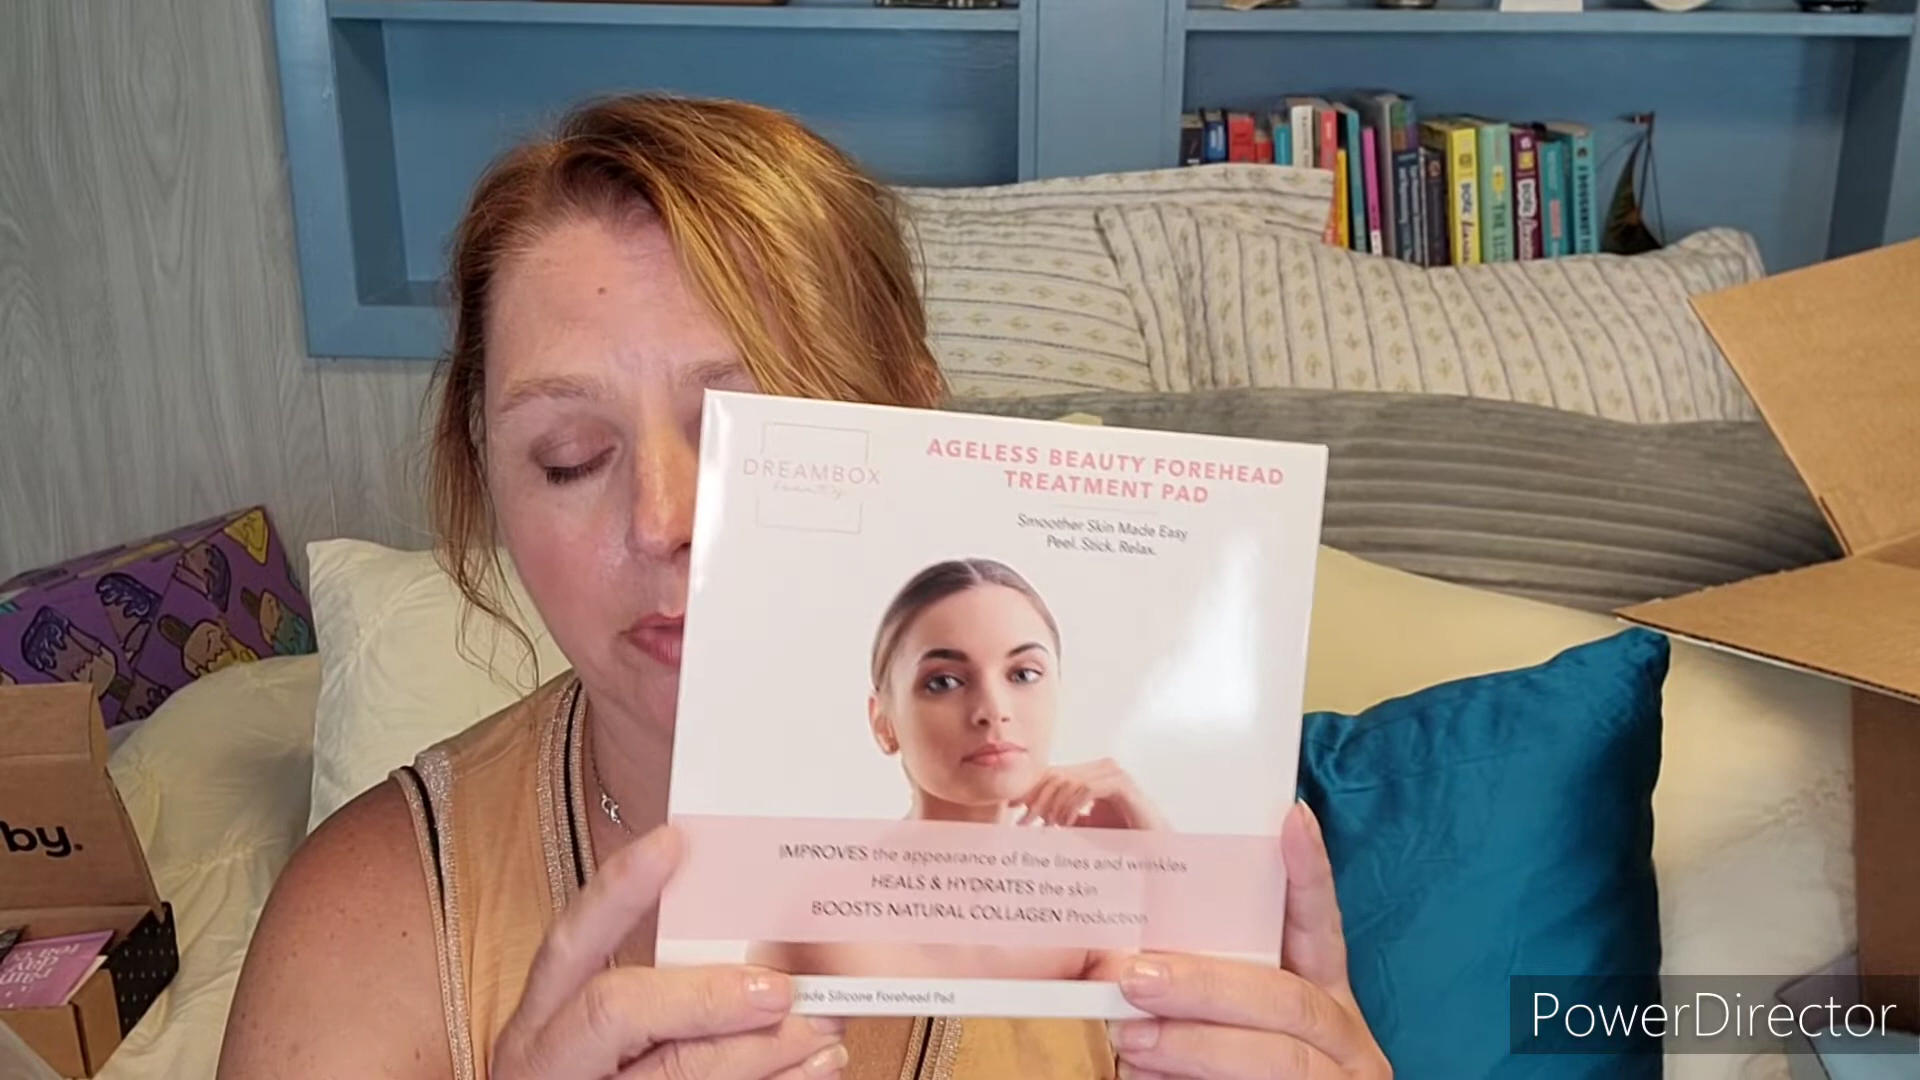 DREAMBOX
beauty
AGELESS BEAUTY FOREHEAD
TREATMENT PAD
Smoother Skin Made Easy
Peel. Stick. Relax.
IMPROVES the appearance of fine lines and wrinkles
HEALS & HYDRATES the skin
BOOSTS NATURAL COLLAGEN Production
Silicone Forehead Pad
by.
PowerDirector